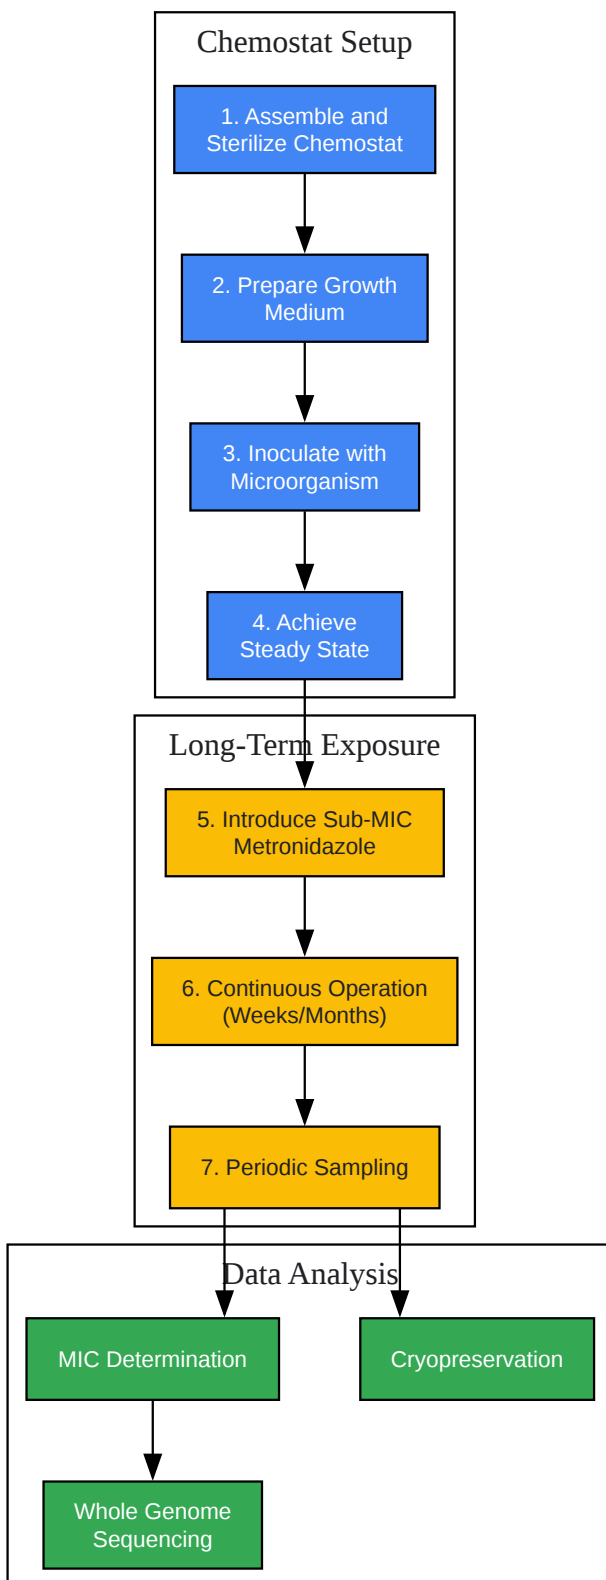 Chemostat Setup
1. Assemble and
Sterilize Chemostat
2. Prepare Growth
Medium
3. Inoculate with
Microorganism
4. Achieve
Steady State
Long-Term Exposure
5. Introduce Sub-MIC
Metronidazole
6. Continuous Operation
(Weeks/Months)
7. Periodic Sampling
Data Analysis
MIC Determination
Cryopreservation
Whole Genome
Sequencing